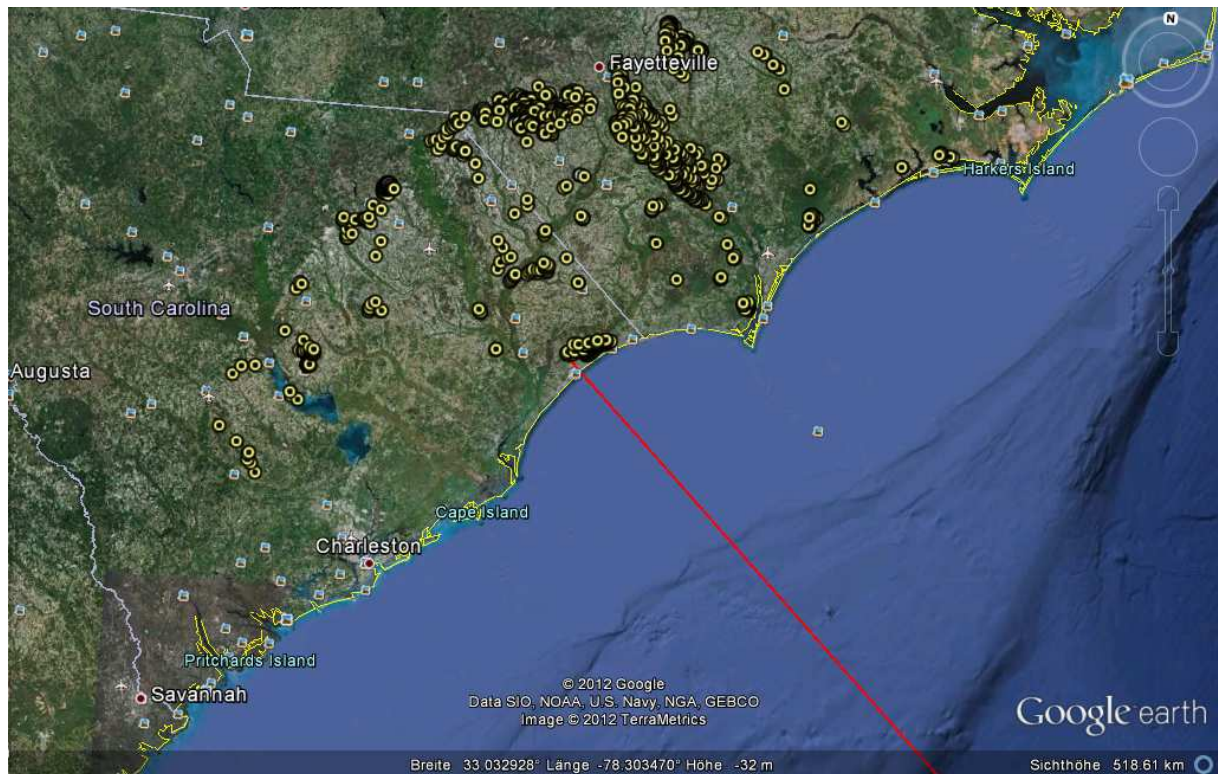 N
Fayetteville
Harkers Island
South Carolina
Augusta
Cape Island
Charleston
Pritchards Island
Savannah
© 2012 Google
Data SIO, NOAA, U.S. Navy, NGA, GEBCO
Image © 2012 TerraMetrics
Google earth
Breite 33.032928° Länge -78.303470° Höhe -32 m
Sichthöhe 518.61 km